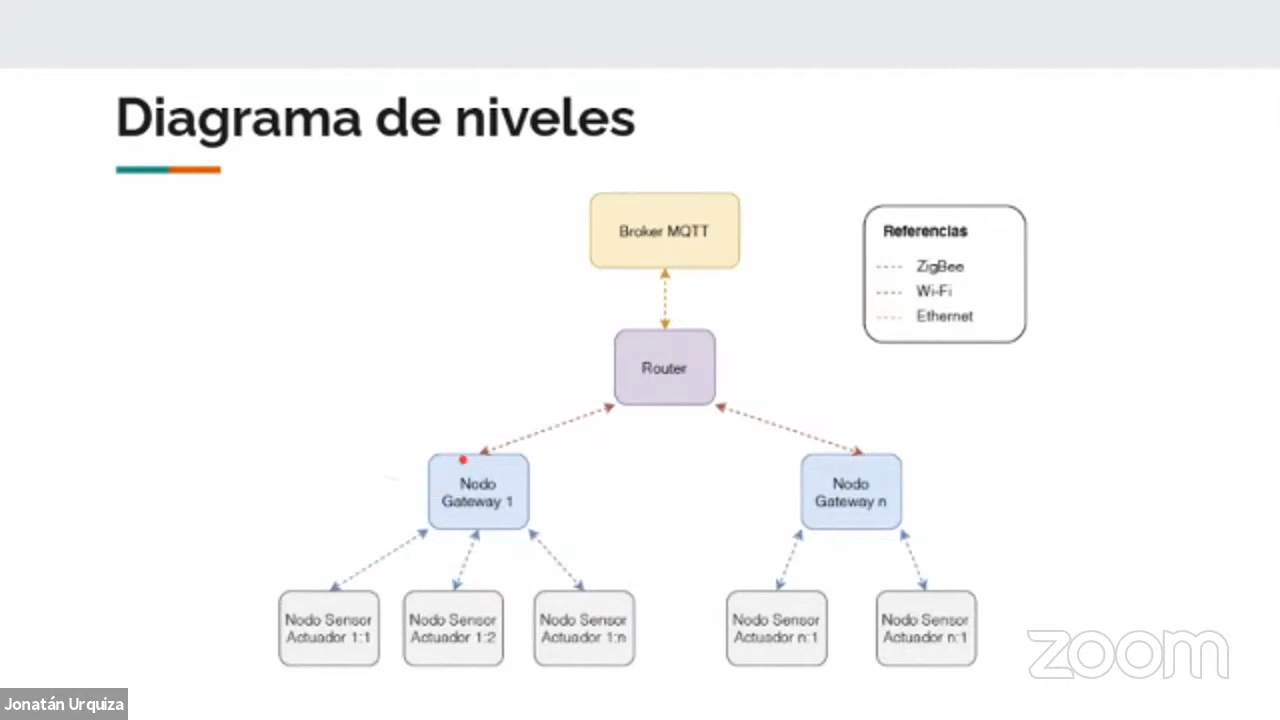 Diagrama de niveles
Broker MQTT
Referencias
ZigBee
Wi-Fi
Ethernet
Router
Nodo
Gateway 1
Nodo
Gateway n
Nodo Sensor
Actuador 1:1
Nodo Sensor
Actuador 1:2
Nodo Sensor
Actuador 1:n
Nodo Sensor
Actuador n:1
Nodo Sensor
Actuador n:1
zoom
Jonatán Urquiza